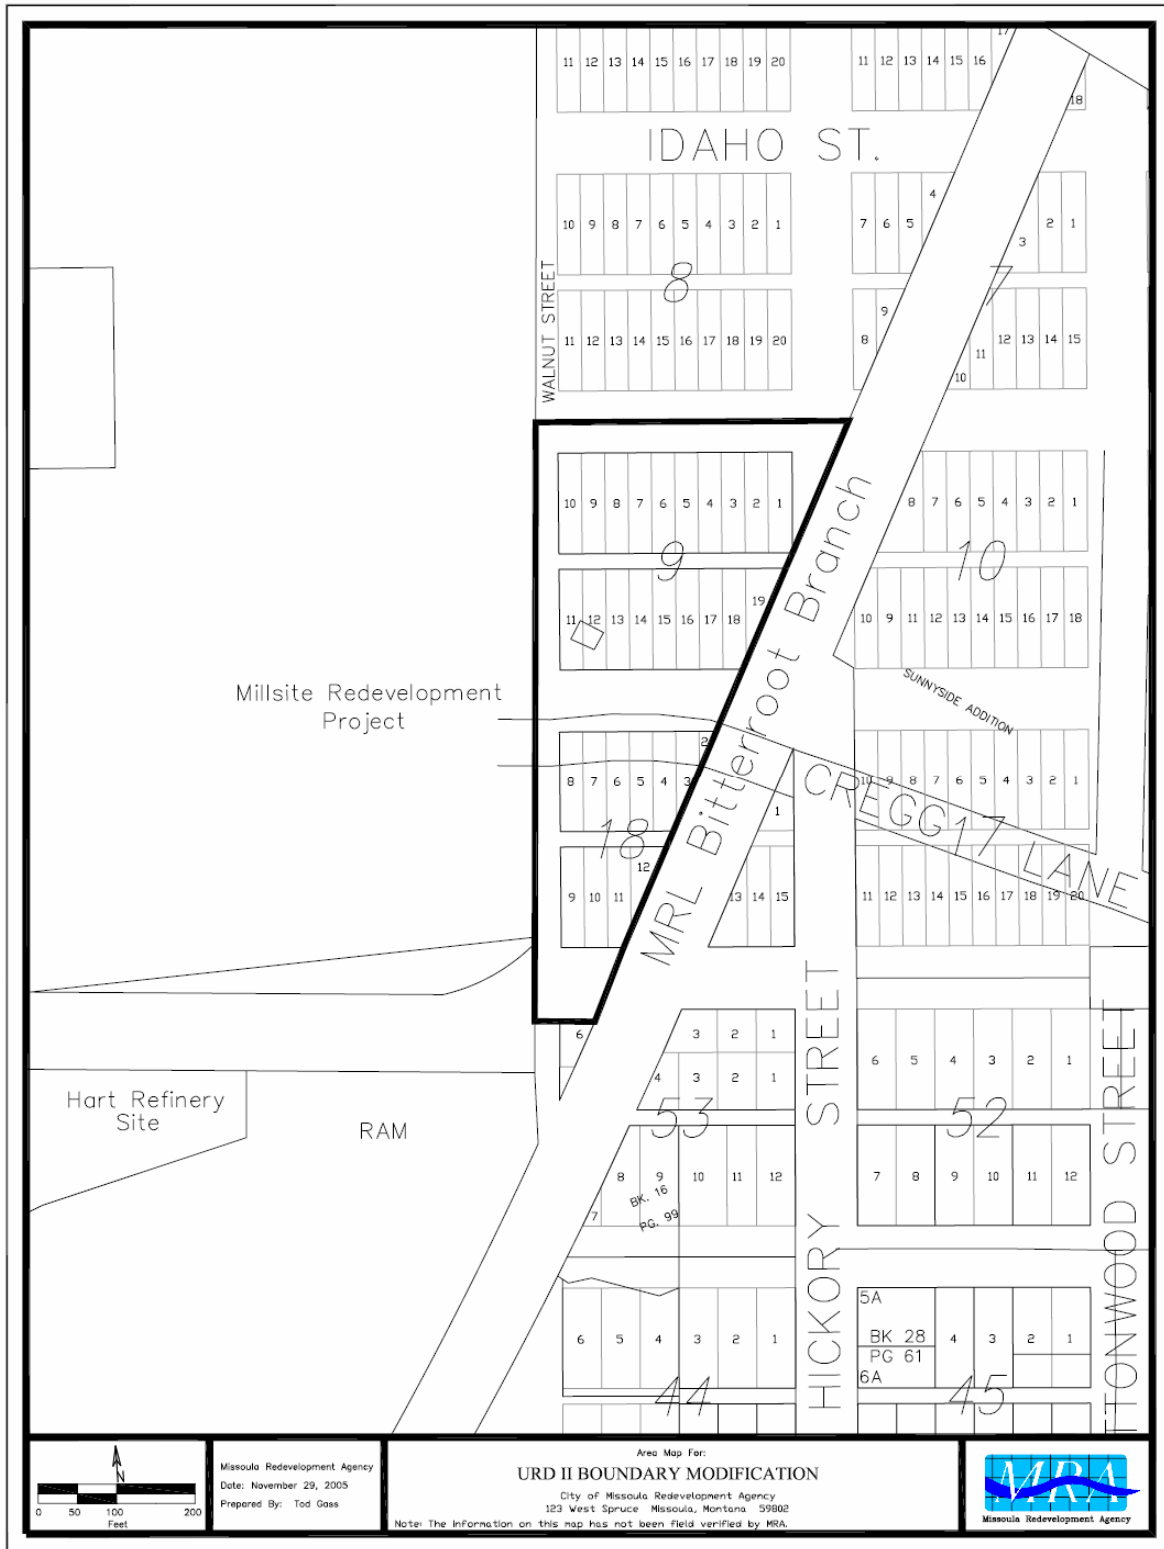 17
11 12 13 14 15 16 17 18 19 20
11 12 13 14 15 16
18
IDAHO ST.
10 9 8 7 6 5 4 3 2 1
7 6 5 4
3 2 1
WALNUT STREET
8
7
11 12 13 14 15 16 17 18 19 20
8 9
10 11 12 13 14 15
10 9 8 7 6 5 4 3 2 1
8 7 6 5 4 3 2 1
9
10
11 12 13 14 15 16 17 18 19
10 9 11 12 13 14 15 16 17 18
MRL Bitterroot Branch
SUNNYSIDE ADDITION
Millsite Redevelopment
Project
8 7 6 5 4 3 2
1
10 9 8 7 6 5 4 3 2 1
CREGG LANE
18
17
9 10 11 12
13 14 15
11 12 13 14 15 16 17 18 19 20
HICKORY STREET
TTONWOOD STREET
6
3 2 1
4 3 2 1
6 5 4 3 2 1
Hart Refinery
Site
RAM
53
52
7 8 9 10 11 12
BK. 16
PG. 99
7 8 9 10 11 12
6 5 4 3 2 1
5A
BK 28
PG 61
6A
4 3 2 1
44
45
N
0 50 100 200
Feet
Missoula Redevelopment Agency
Date: November 29, 2005
Prepared By: Tod Gass
Area Map For:
URD II BOUNDARY MODIFICATION
City of Missoula Redevelopment Agency
123 West Spruce Missoula, Montana 59802
Note: The information on this map has not been field verified by MRA.
MRA
Missoula Redevelopment Agency